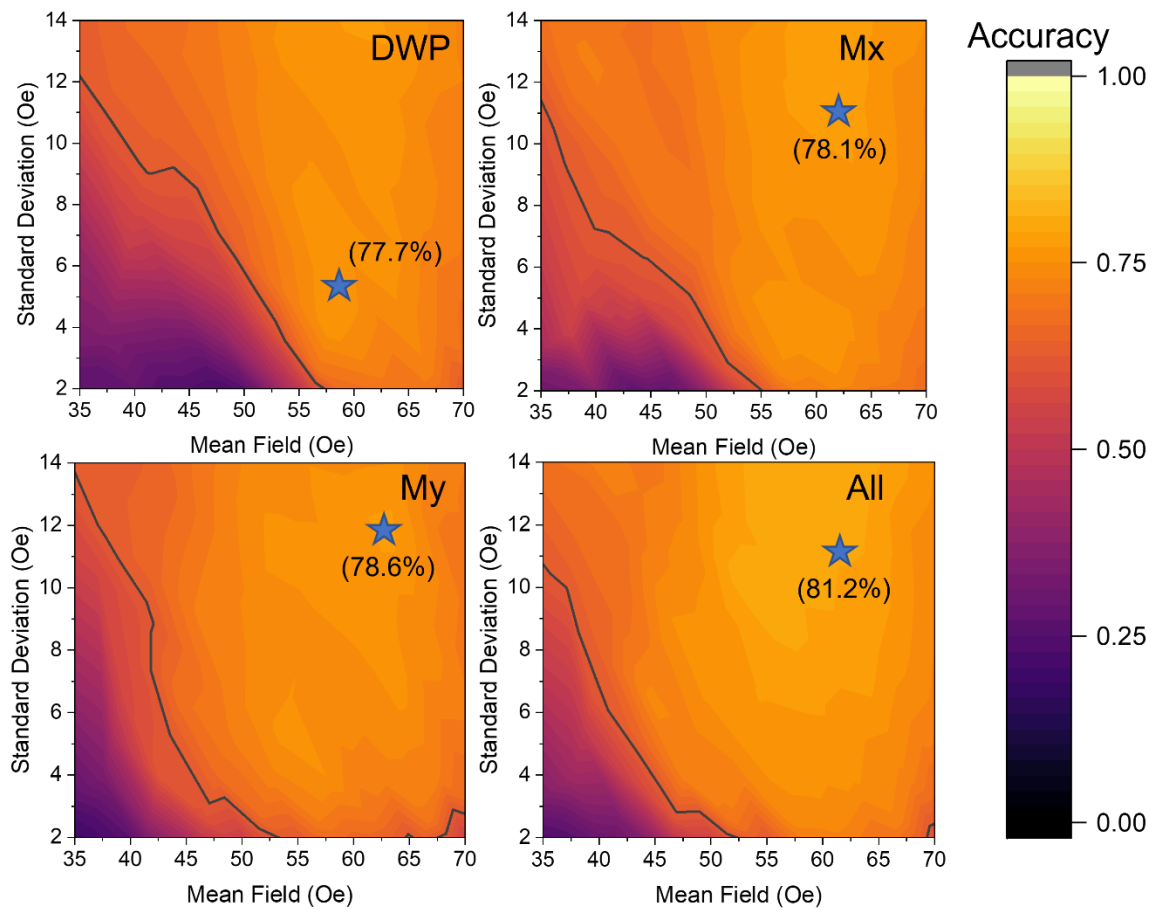 DWP
Standard Deviation (Oe)
14
12
10
8
6
4
2
(77.7%)
35 40 45 50 55 60 65 70
Mean Field (Oe)
Mx
Standard Deviation (Oe)
14
12
10
8
6
4
2
(78.1%)
35 40 45 50 55 60 65 70
Mean Field (Oe)
Accuracy
1.00
0.75
0.50
0.25
0.00
My
Standard Deviation (Oe)
14
12
10
8
6
4
2
(78.6%)
35 40 45 50 55 60 65 70
Mean Field (Oe)
All
Standard Deviation (Oe)
14
12
10
8
6
4
2
(81.2%)
35 40 45 50 55 60 65 70
Mean Field (Oe)